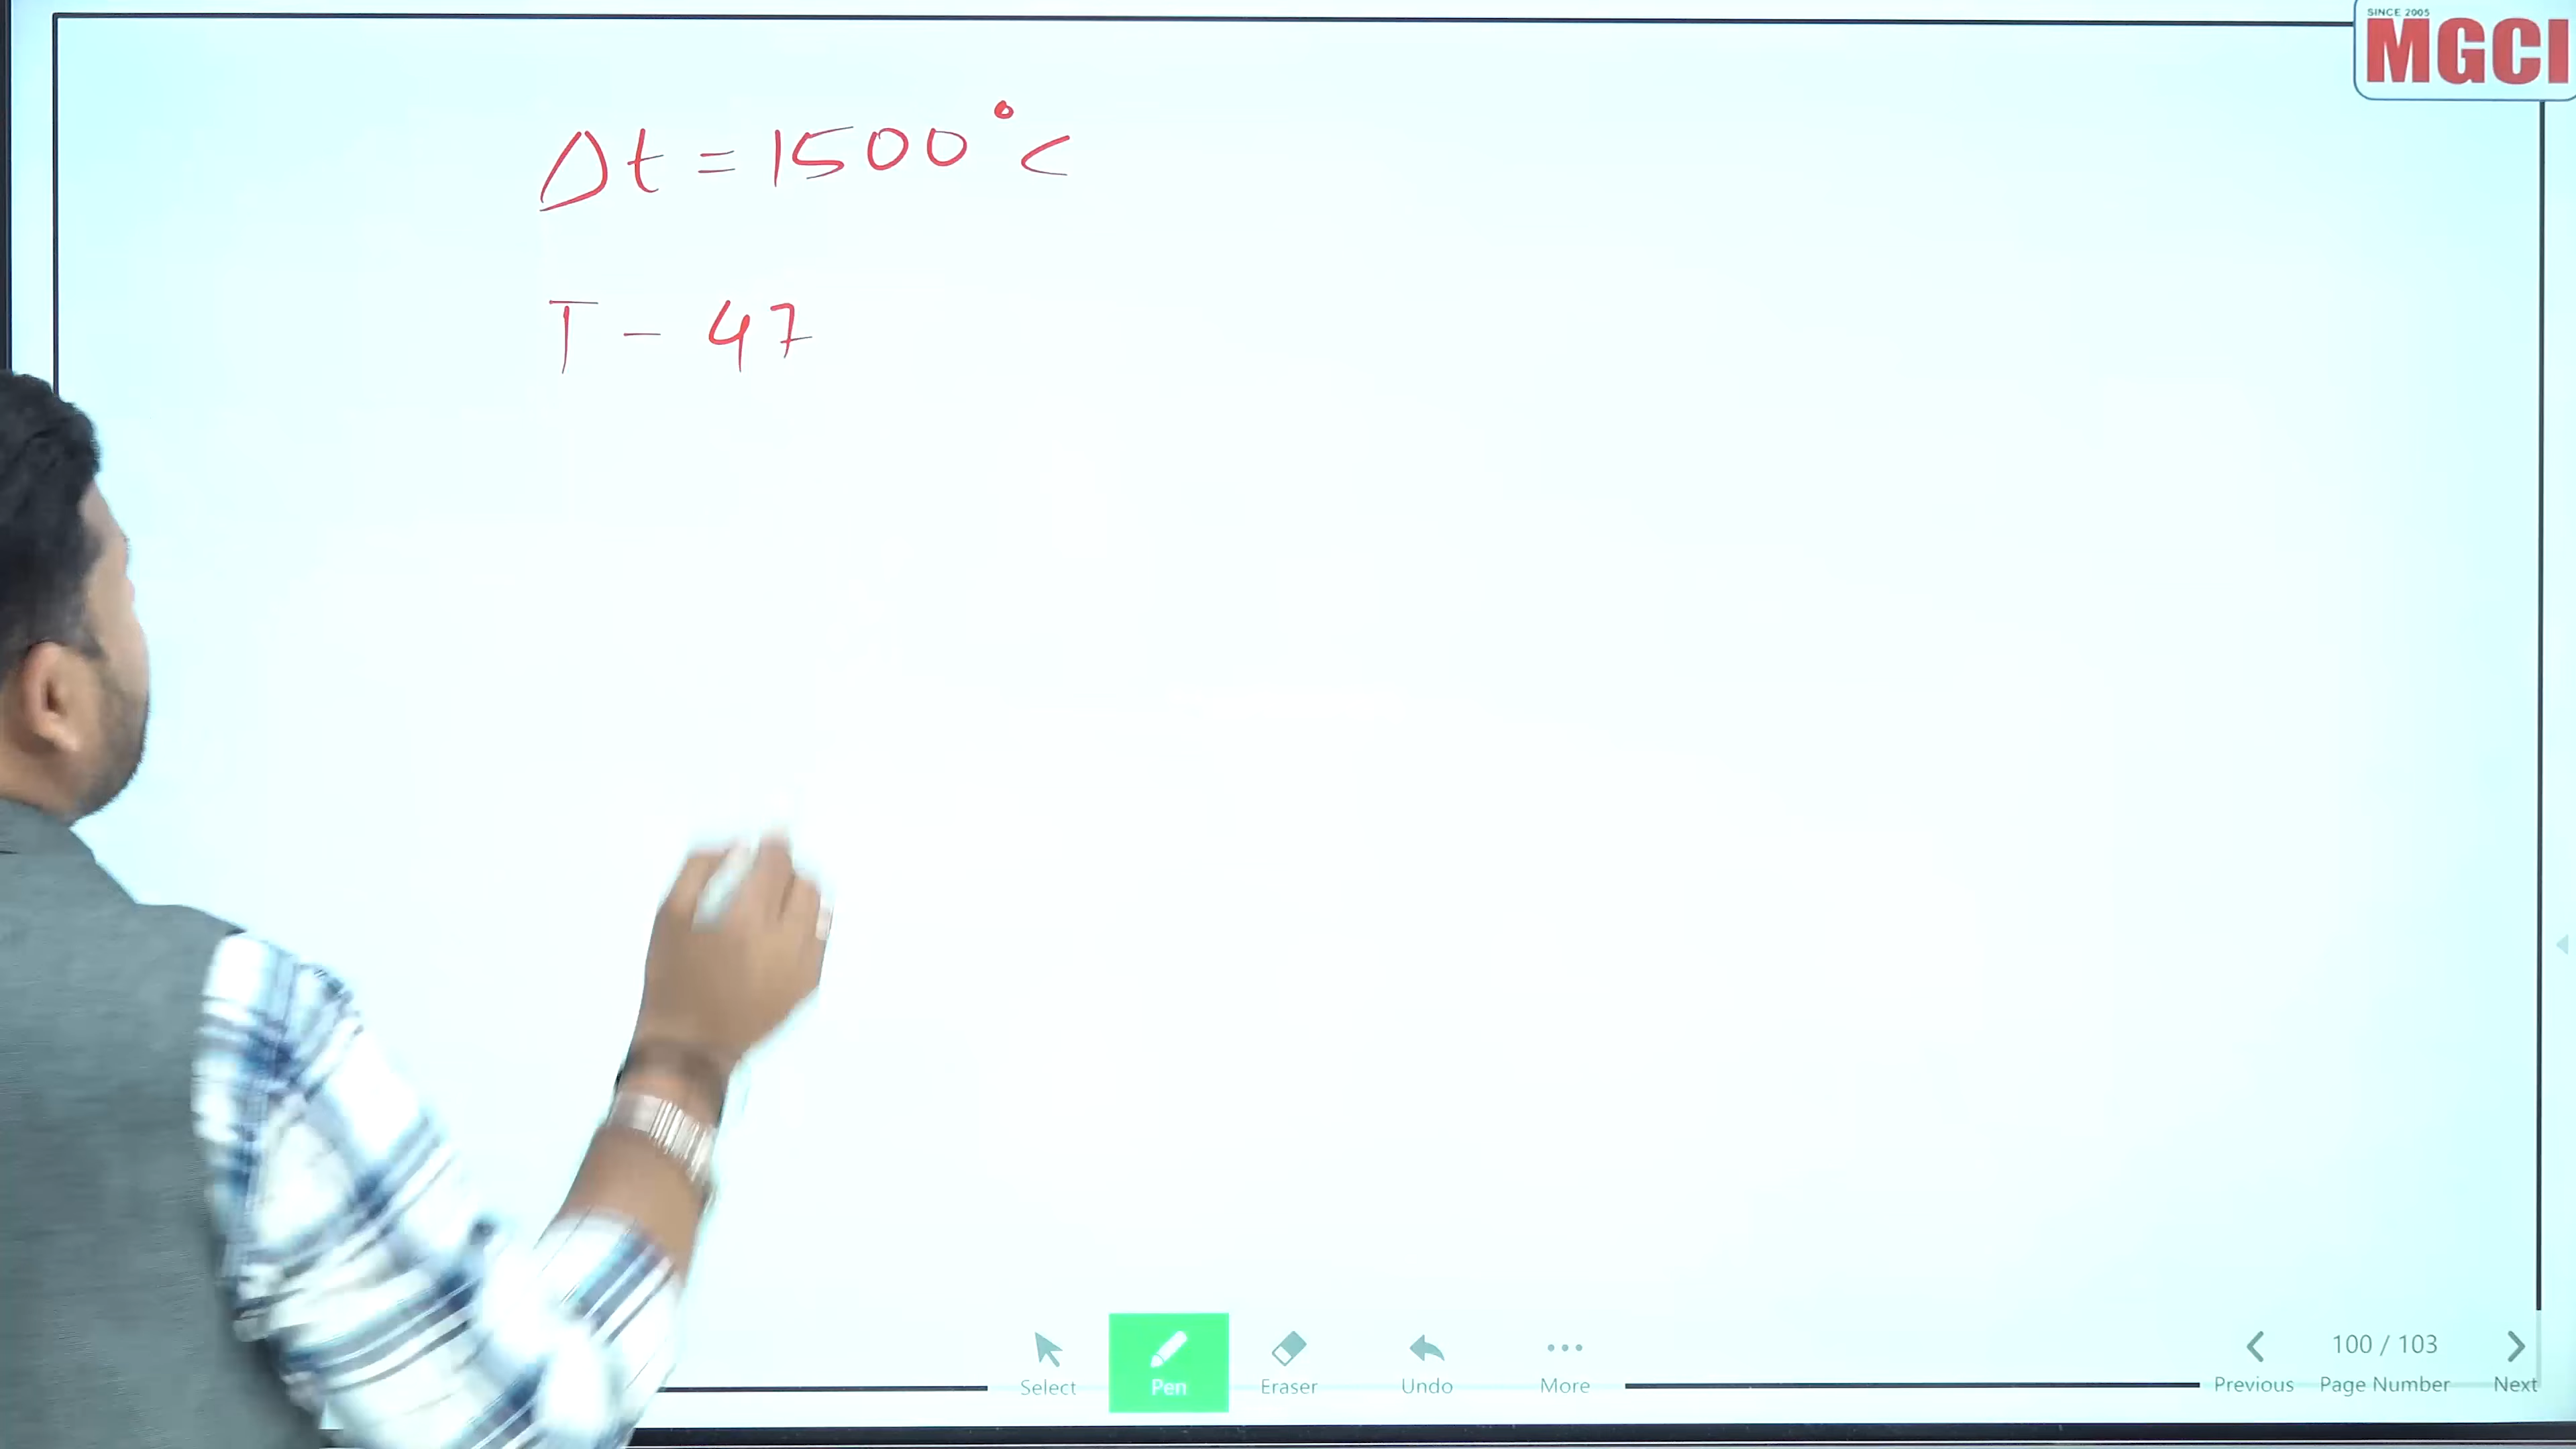 SINCE 2005
MGCI
Δt = 1500°C
T - 47
Select
Pen
Eraser
Undo
More
Previous
100 / 103
Page Number
Next